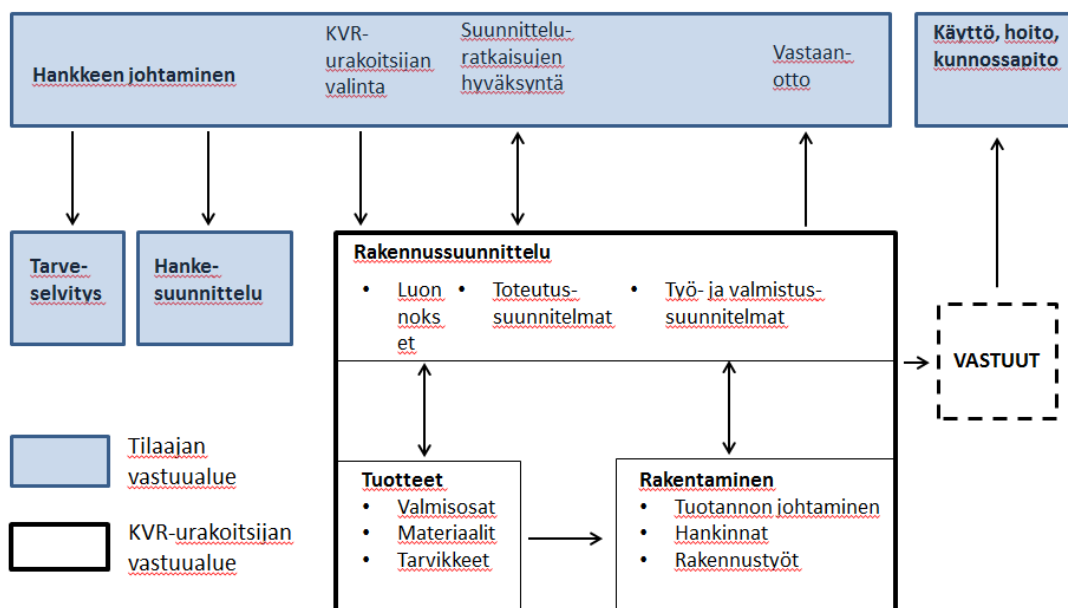 Hankkeen johtaminen
KVR-
urakoitsijan
valinta
Suunnittelu-
ratkaisujen
hyväksyntä
Vastaan-
otto
Käyttö, hoito,
kunnossapito
Tarve-
selvitys
Hanke-
suunnittelu
Rakennussuunnittelu
• Luon
noks
et
• Toteutus-
suunnitelmat
• Työ- ja valmistus-
suunnitelmat
VASTUUT
Tilaajan
vastuualue
KVR-urakoitsijan
vastuualue
Tuotteet
• Valmisosat
• Materiaalit
• Tarvikkeet
Rakentaminen
• Tuotannon johtaminen
• Hankinnat
• Rakennustyöt